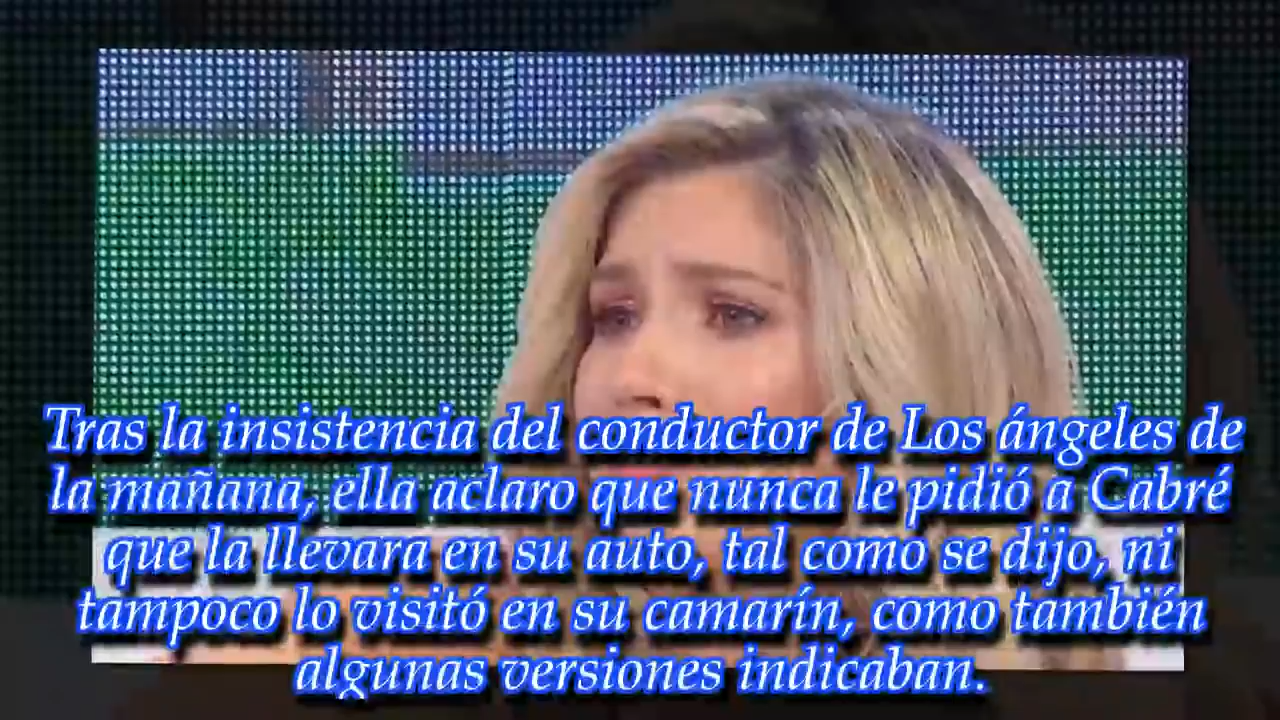 Tras la insistencia del conductor de Los ángeles de
la mañana, ella aclaro que nunca le pidió a Cabré
que la llevara en su auto, tal como se dijo, ni
tampoco lo visitó en su camarín, como también
algunas versiones indicaban.